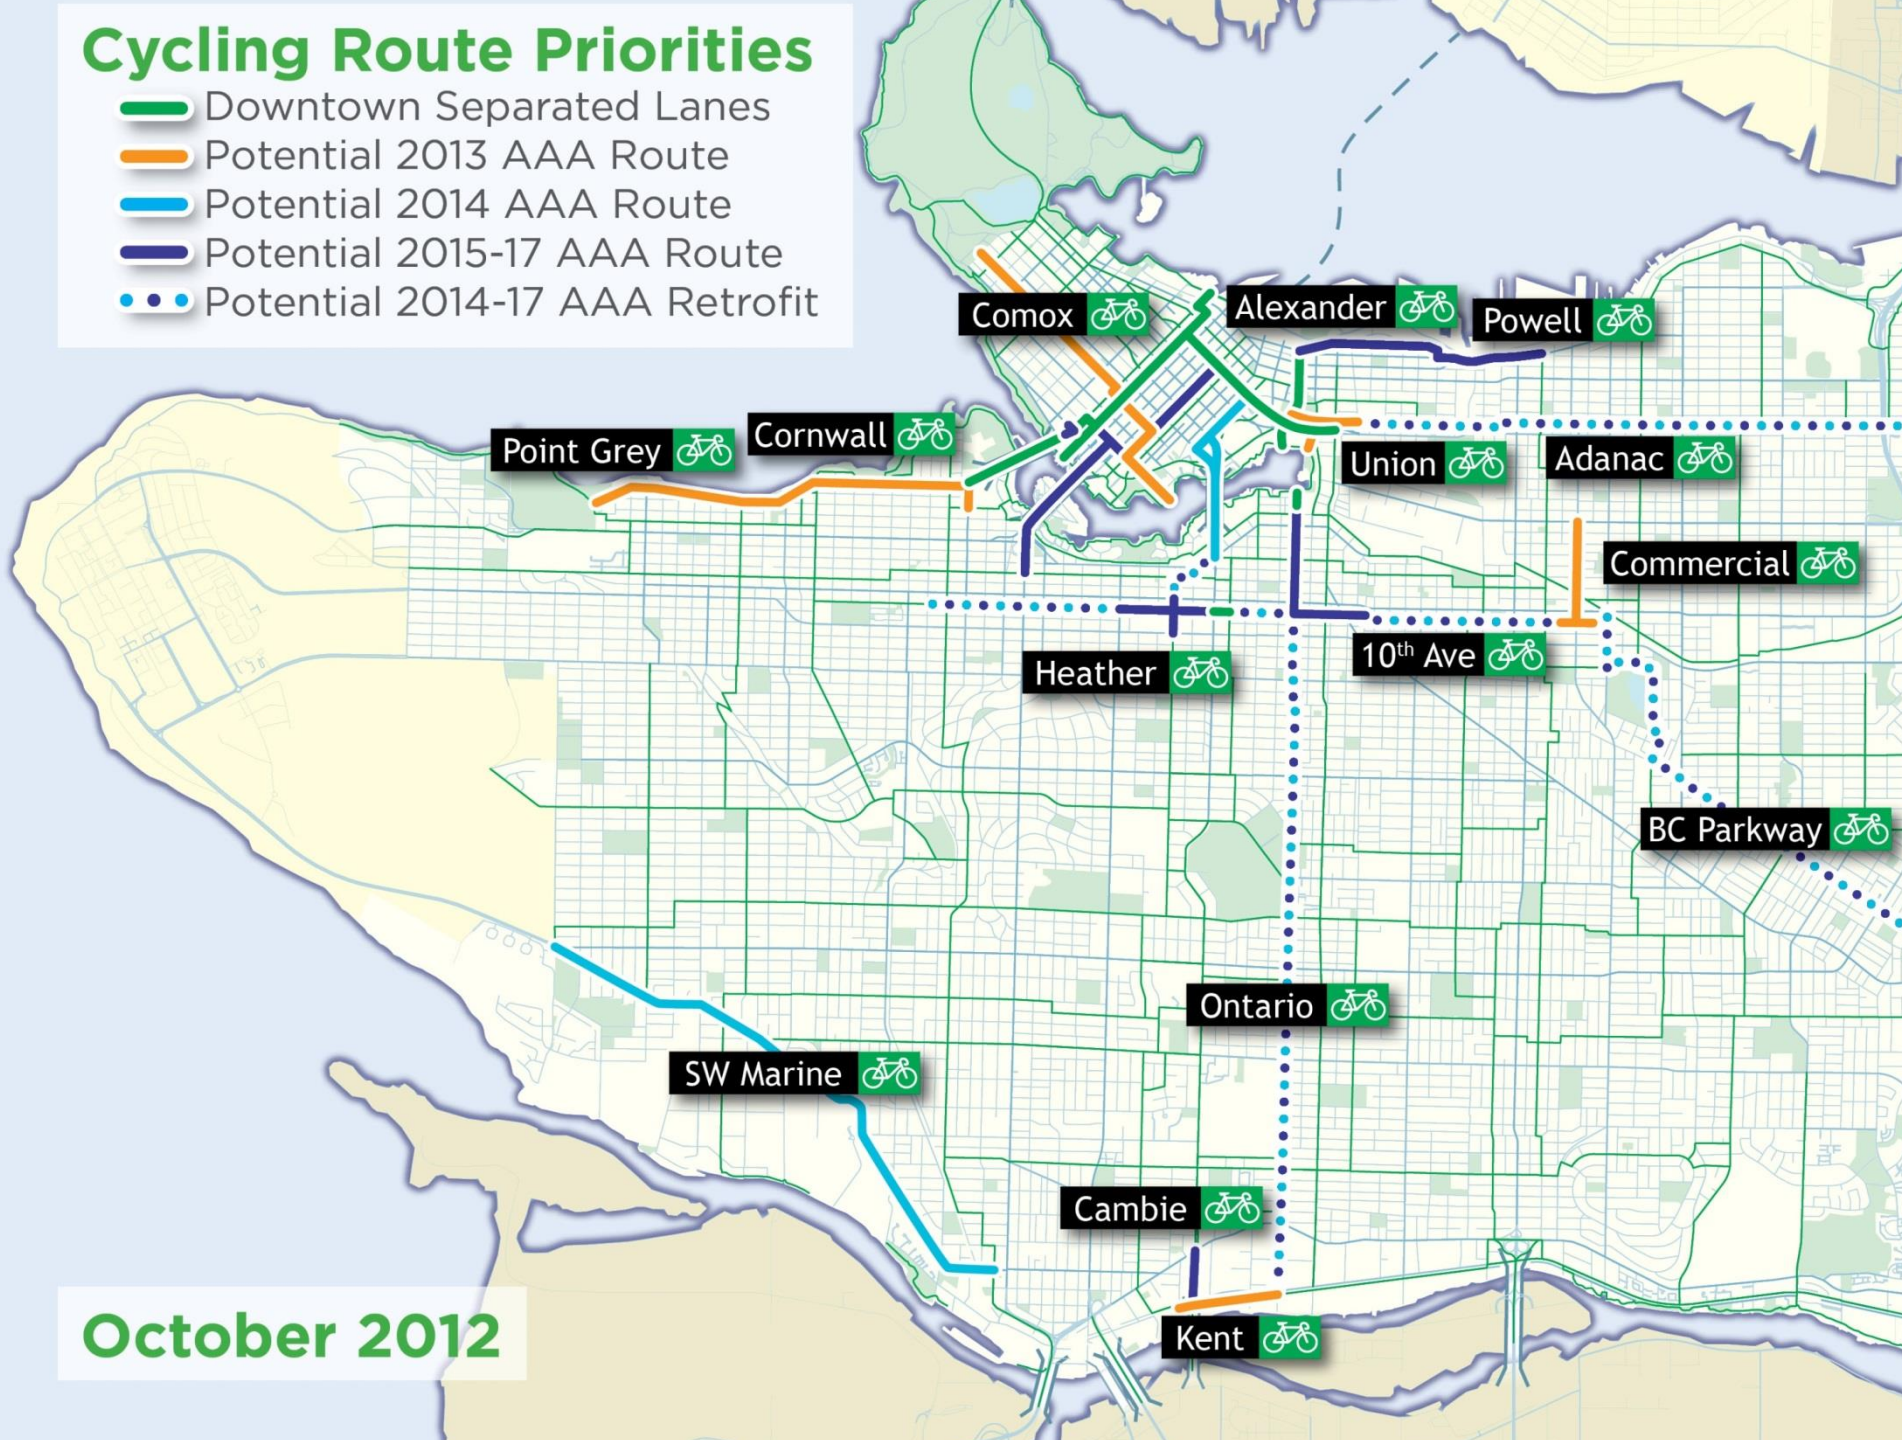 Cycling Route Priorities
Downtown Separated Lanes
Potential 2013 AAA Route
Potential 2014 AAA Route
Potential 2015-17 AAA Route
Potential 2014-17 AAA Retrofit
Comox
Alexander
Powell
Point Grey
Cornwall
Union
Adanac
Commercial
10th Ave
Heather
BC Parkway
Ontario
SW Marine
Cambie
Kent
October 2012